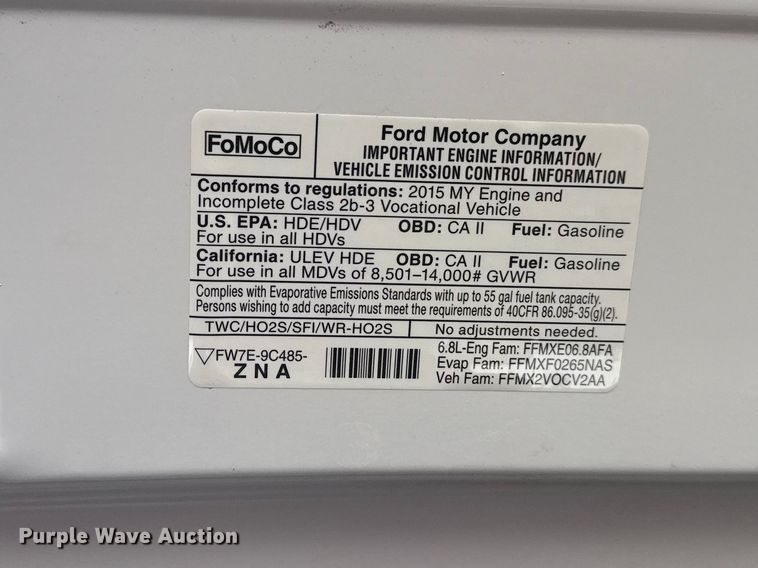 FoMoCo
Ford Motor Company
IMPORTANT ENGINE INFORMATION/
VEHICLE EMISSION CONTROL INFORMATION
Conforms to regulations: 2015 MY Engine and
Incomplete Class 2b-3 Vocational Vehicle
U.S. EPA: HDE/HDV OBD: CA II Fuel: Gasoline
For use in all HDVs
California: ULEV HDE OBD: CA II Fuel: Gasoline
For use in all MDVs of 8,501–14,000# GVWR
Complies with Evaporative Emissions Standards with up to 55 gal fuel tank capacity.
Persons wishing to add capacity must meet the requirements of 40CFR 86.095-35(g)(2).
TWC/HO2S/SFI/WR-HO2S No adjustments needed.
FW7E-9C485-
ZNA
6.8L-Eng Fam: FFMXE06.8AFA
Evap Fam: FFMXF0265NAS
Veh Fam: FFMX2VOCV2AA
Purple Wave Auction